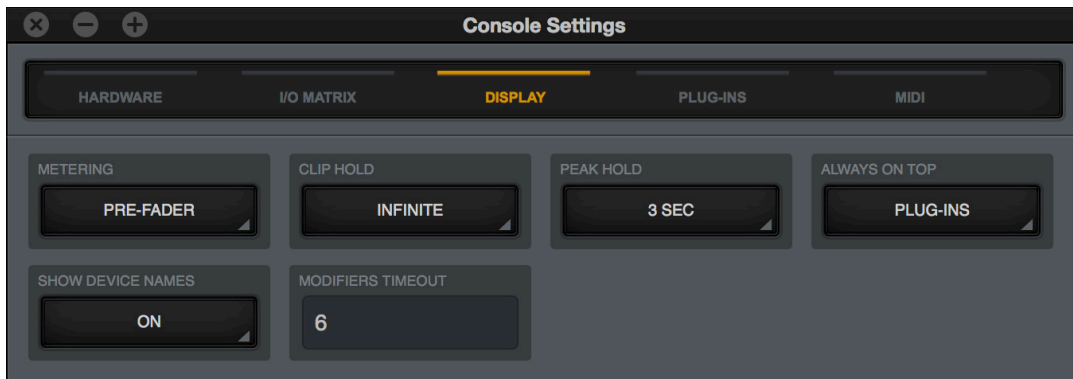 Console Settings
HARDWARE I/O MATRIX DISPLAY PLUG-INS MIDI
METERING CLIP HOLD PEAK HOLD ALWAYS ON TOP
PRE-FADER INFINITE 3 SEC PLUG-INS
SHOW DEVICE NAMES MODIFIERS TIMEOUT
ON 6